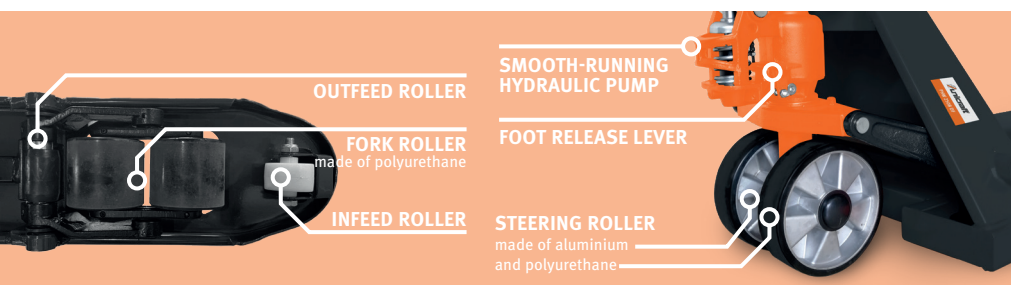 OUTFEED ROLLER
FORK ROLLER
made of polyurethane
INFEED ROLLER
SMOOTH-RUNNING
HYDRAULIC PUMP
FOOT RELEASE LEVER
STEERING ROLLER
made of aluminium
and polyurethane
Unicraft